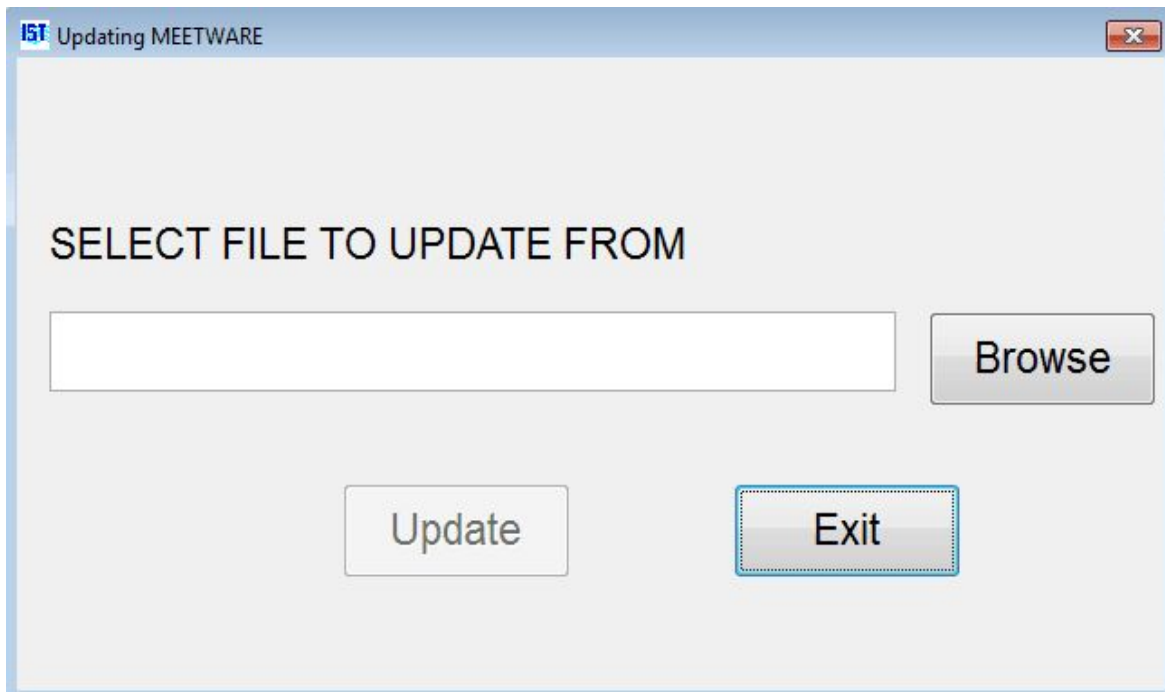 IST Updating MEETWARE
SELECT FILE TO UPDATE FROM
Browse
Update
Exit